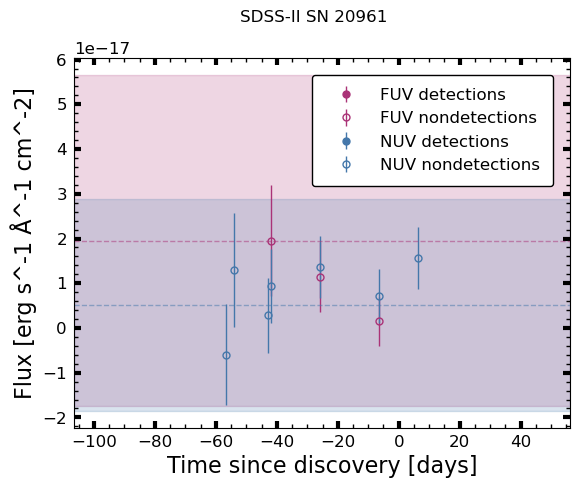 SDSS-II SN 20961
1e−17
6
5
4
3
2
1
0
−1
−2
Flux [erg s^-1 Å^-1 cm^-2]
FUV detections
FUV nondetections
NUV detections
NUV nondetections
−100 −80 −60 −40 −20 0 20 40
Time since discovery [days]